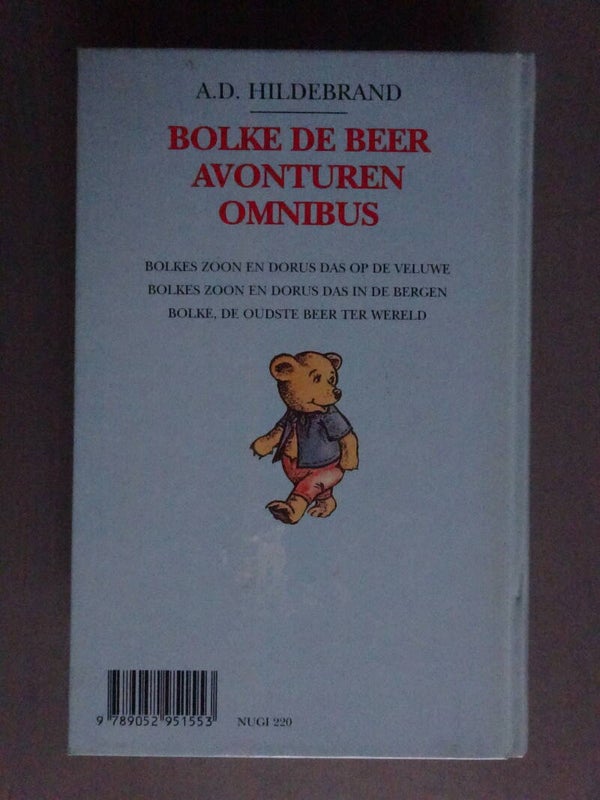 A.D. HILDEBRAND
BOLKE DE BEER
AVONTUREN
OMNIBUS
BOLKES ZOON EN DORUS DAS OP DE VELUWE
BOLKES ZOON EN DORUS DAS IN DE BERGEN
BOLKE, DE OUDSTE BEER TER WERELD
9 789052 951553
NUGI 220